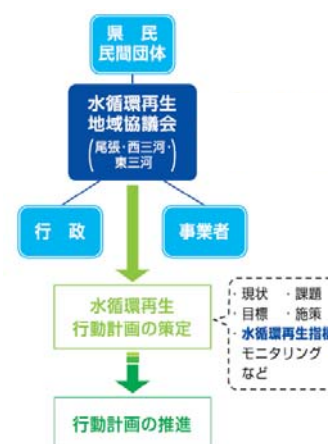 県 民
民間団体
水循環再生
地域協議会
（尾張・西三河・
東三河）
行 政
事業者
水循環再生
行動計画の策定
・現状 ・課題
・目標 ・施策
・水循環再生指標
モニタリング
など
行動計画の推進